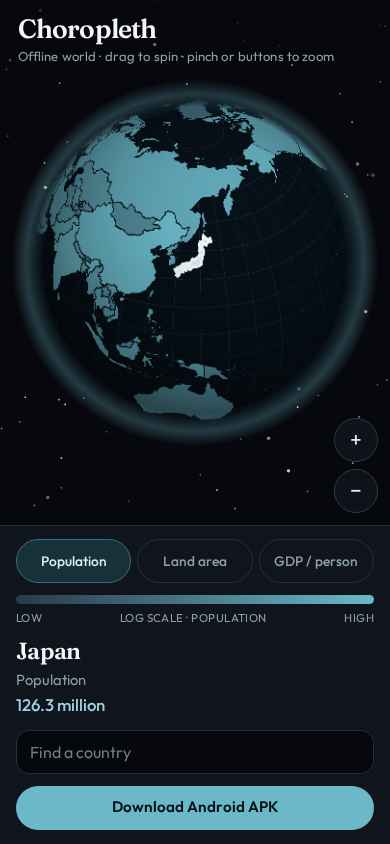 Choropleth
Offline world · drag to spin · pinch or buttons to zoom
+
−
Population Land area GDP / person
LOW LOG SCALE · POPULATION HIGH
Japan
Population
126.3 million
Find a country
Download Android APK